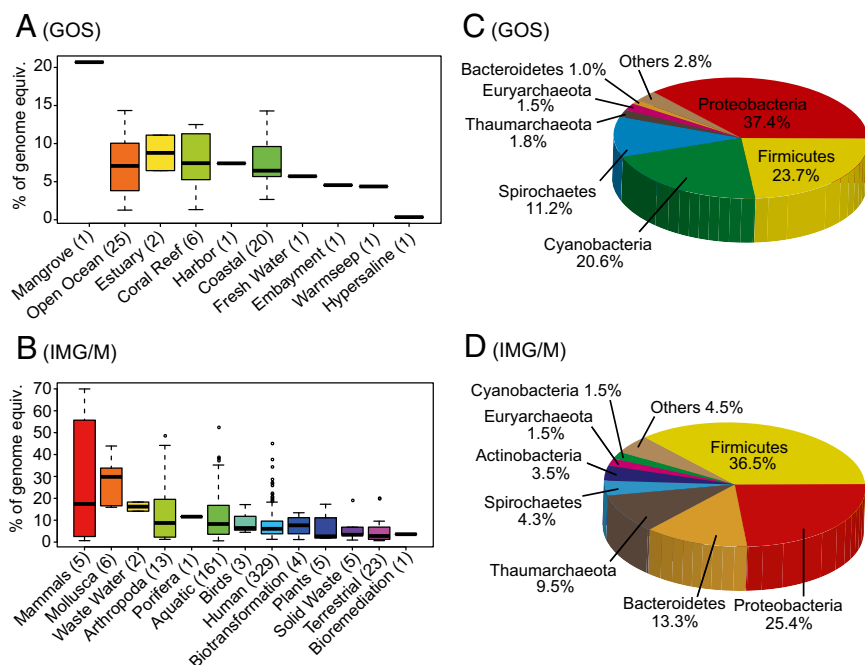 A (GOS)
% of genome equiv.
20
15
10
5
0
Mangrove (1)
Open Ocean (25)
Estuary (2)
Coral Reef (6)
Harbor (1)
Coastal (20)
Fresh Water (1)
Embayment (1)
Warmseep (1)
Hypersaline (1)
C (GOS)
Others 2.8%
Bacteroidetes 1.0%
Euryarchaeota
1.5%
Thaumarchaeota
1.8%
Spirochaetes
11.2%
Cyanobacteria
20.6%
Proteobacteria
37.4%
Firmicutes
23.7%
B (IMG/M)
% of genome equiv.
70
60
50
40
30
20
10
0
Mammals (5)
Mollusca (6)
Waste Water (2)
Arthropoda (13)
Porifera (1)
Aquatic (161)
Birds (3)
Human (329)
Biotransformation (4)
Plants (5)
Solid Waste (5)
Terrestrial (23)
Bioremediation (1)
D (IMG/M)
Cyanobacteria 1.5%
Others 4.5%
Euryarchaeota
1.5%
Actinobacteria
3.5%
Spirochaetes
4.3%
Thaumarchaeota
9.5%
Bacteroidetes
13.3%
Proteobacteria
25.4%
Firmicutes
36.5%